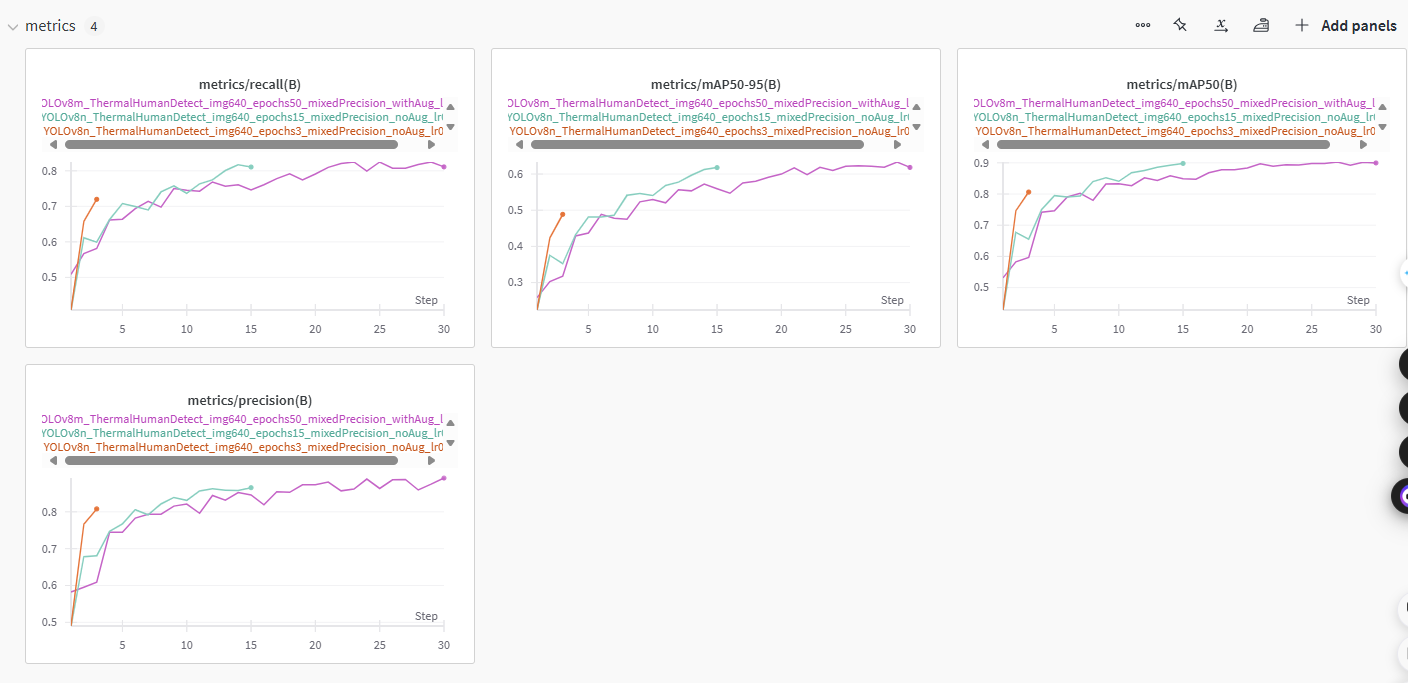 metrics 4
Add panels
metrics/recall(B)
OLOv8m_ThermalHumanDetect_img640_epochs50_mixedPrecision_withAug_l
YOLOv8n_ThermalHumanDetect_img640_epochs15_mixedPrecision_noAug_lr(
YOLOv8n_ThermalHumanDetect_img640_epochs3_mixedPrecision_noAug_lr0
0.8
0.7
0.6
0.5
Step
5 10 15 20 25 30
metrics/mAP50-95(B)
OLOv8m_ThermalHumanDetect_img640_epochs50_mixedPrecision_withAug_l
YOLOv8n_ThermalHumanDetect_img640_epochs15_mixedPrecision_noAug_lr(
YOLOv8n_ThermalHumanDetect_img640_epochs3_mixedPrecision_noAug_lr0
0.6
0.5
0.4
0.3
Step
5 10 15 20 25 30
metrics/mAP50(B)
OLOv8m_ThermalHumanDetect_img640_epochs50_mixedPrecision_withAug_l
YOLOv8n_ThermalHumanDetect_img640_epochs15_mixedPrecision_noAug_lr(
YOLOv8n_ThermalHumanDetect_img640_epochs3_mixedPrecision_noAug_lr0
0.9
0.8
0.7
0.6
0.5
Step
5 10 15 20 25 30
metrics/precision(B)
OLOv8m_ThermalHumanDetect_img640_epochs50_mixedPrecision_withAug_l
YOLOv8n_ThermalHumanDetect_img640_epochs15_mixedPrecision_noAug_lr(
YOLOv8n_ThermalHumanDetect_img640_epochs3_mixedPrecision_noAug_lr0
0.8
0.7
0.6
0.5
Step
5 10 15 20 25 30